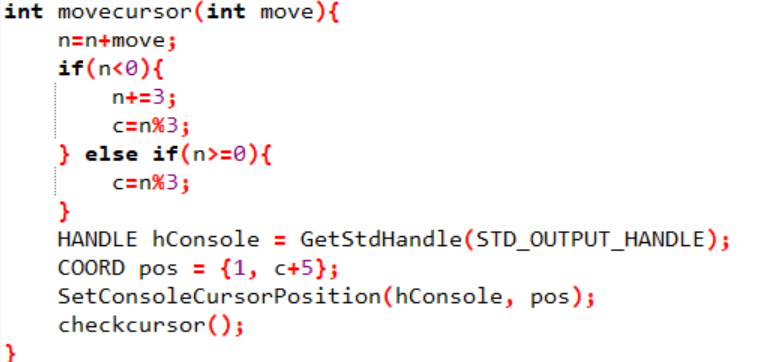 int movecursor(int move){
    n=n+move;
    if(n<0){
        n+=3;
        c=n%3;
    } else if(n>=0){
        c=n%3;
    }
    HANDLE hConsole = GetStdHandle(STD_OUTPUT_HANDLE);
    COORD pos = {1, c+5};
    SetConsoleCursorPosition(hConsole, pos);
    checkcursor();
}